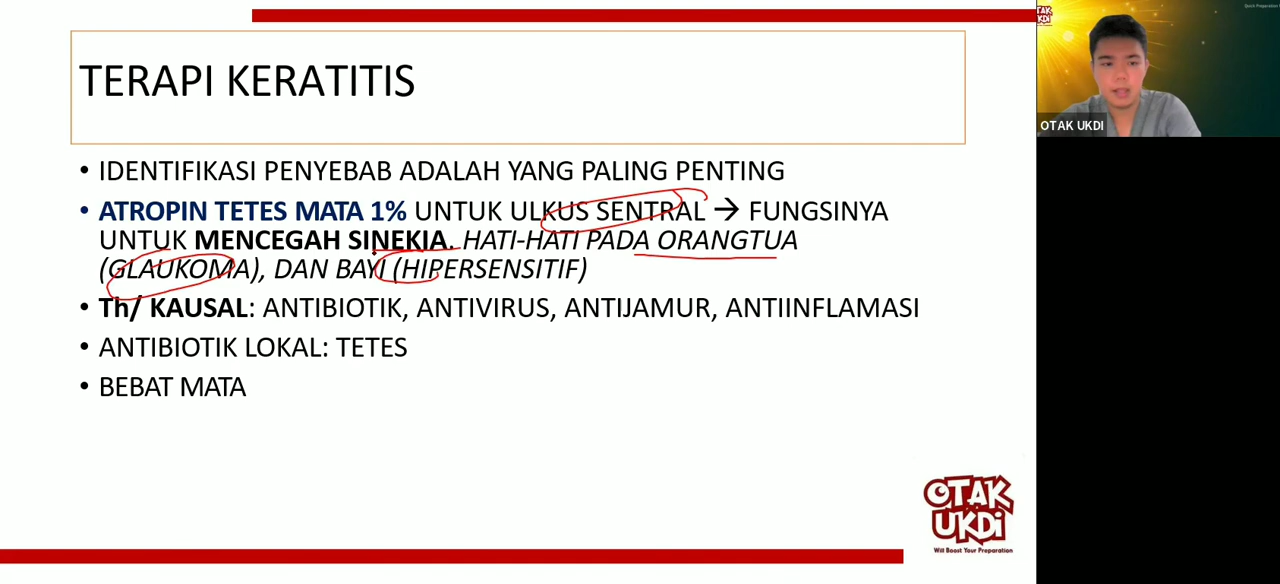 TERAPI KERATITIS
• IDENTIFIKASI PENYEBAB ADALAH YANG PALING PENTING
• ATROPIN TETES MATA 1% UNTUK ULKUS SENTRAL → FUNGSINYA
UNTUK MENCEGAH SINEKIA. HATI-HATI PADA ORANGTUA
(GLAUKOMA), DAN BAYI (HIPERSENSITIF)
• Th/ KAUSAL: ANTIBIOTIK, ANTIVIRUS, ANTIJAMUR, ANTIINFLAMASI
• ANTIBIOTIK LOKAL: TETES
• BEBAT MATA
OTAK
UKDI
Will Boost Your Preparation
OTAK
UKDI
OTAK UKDI